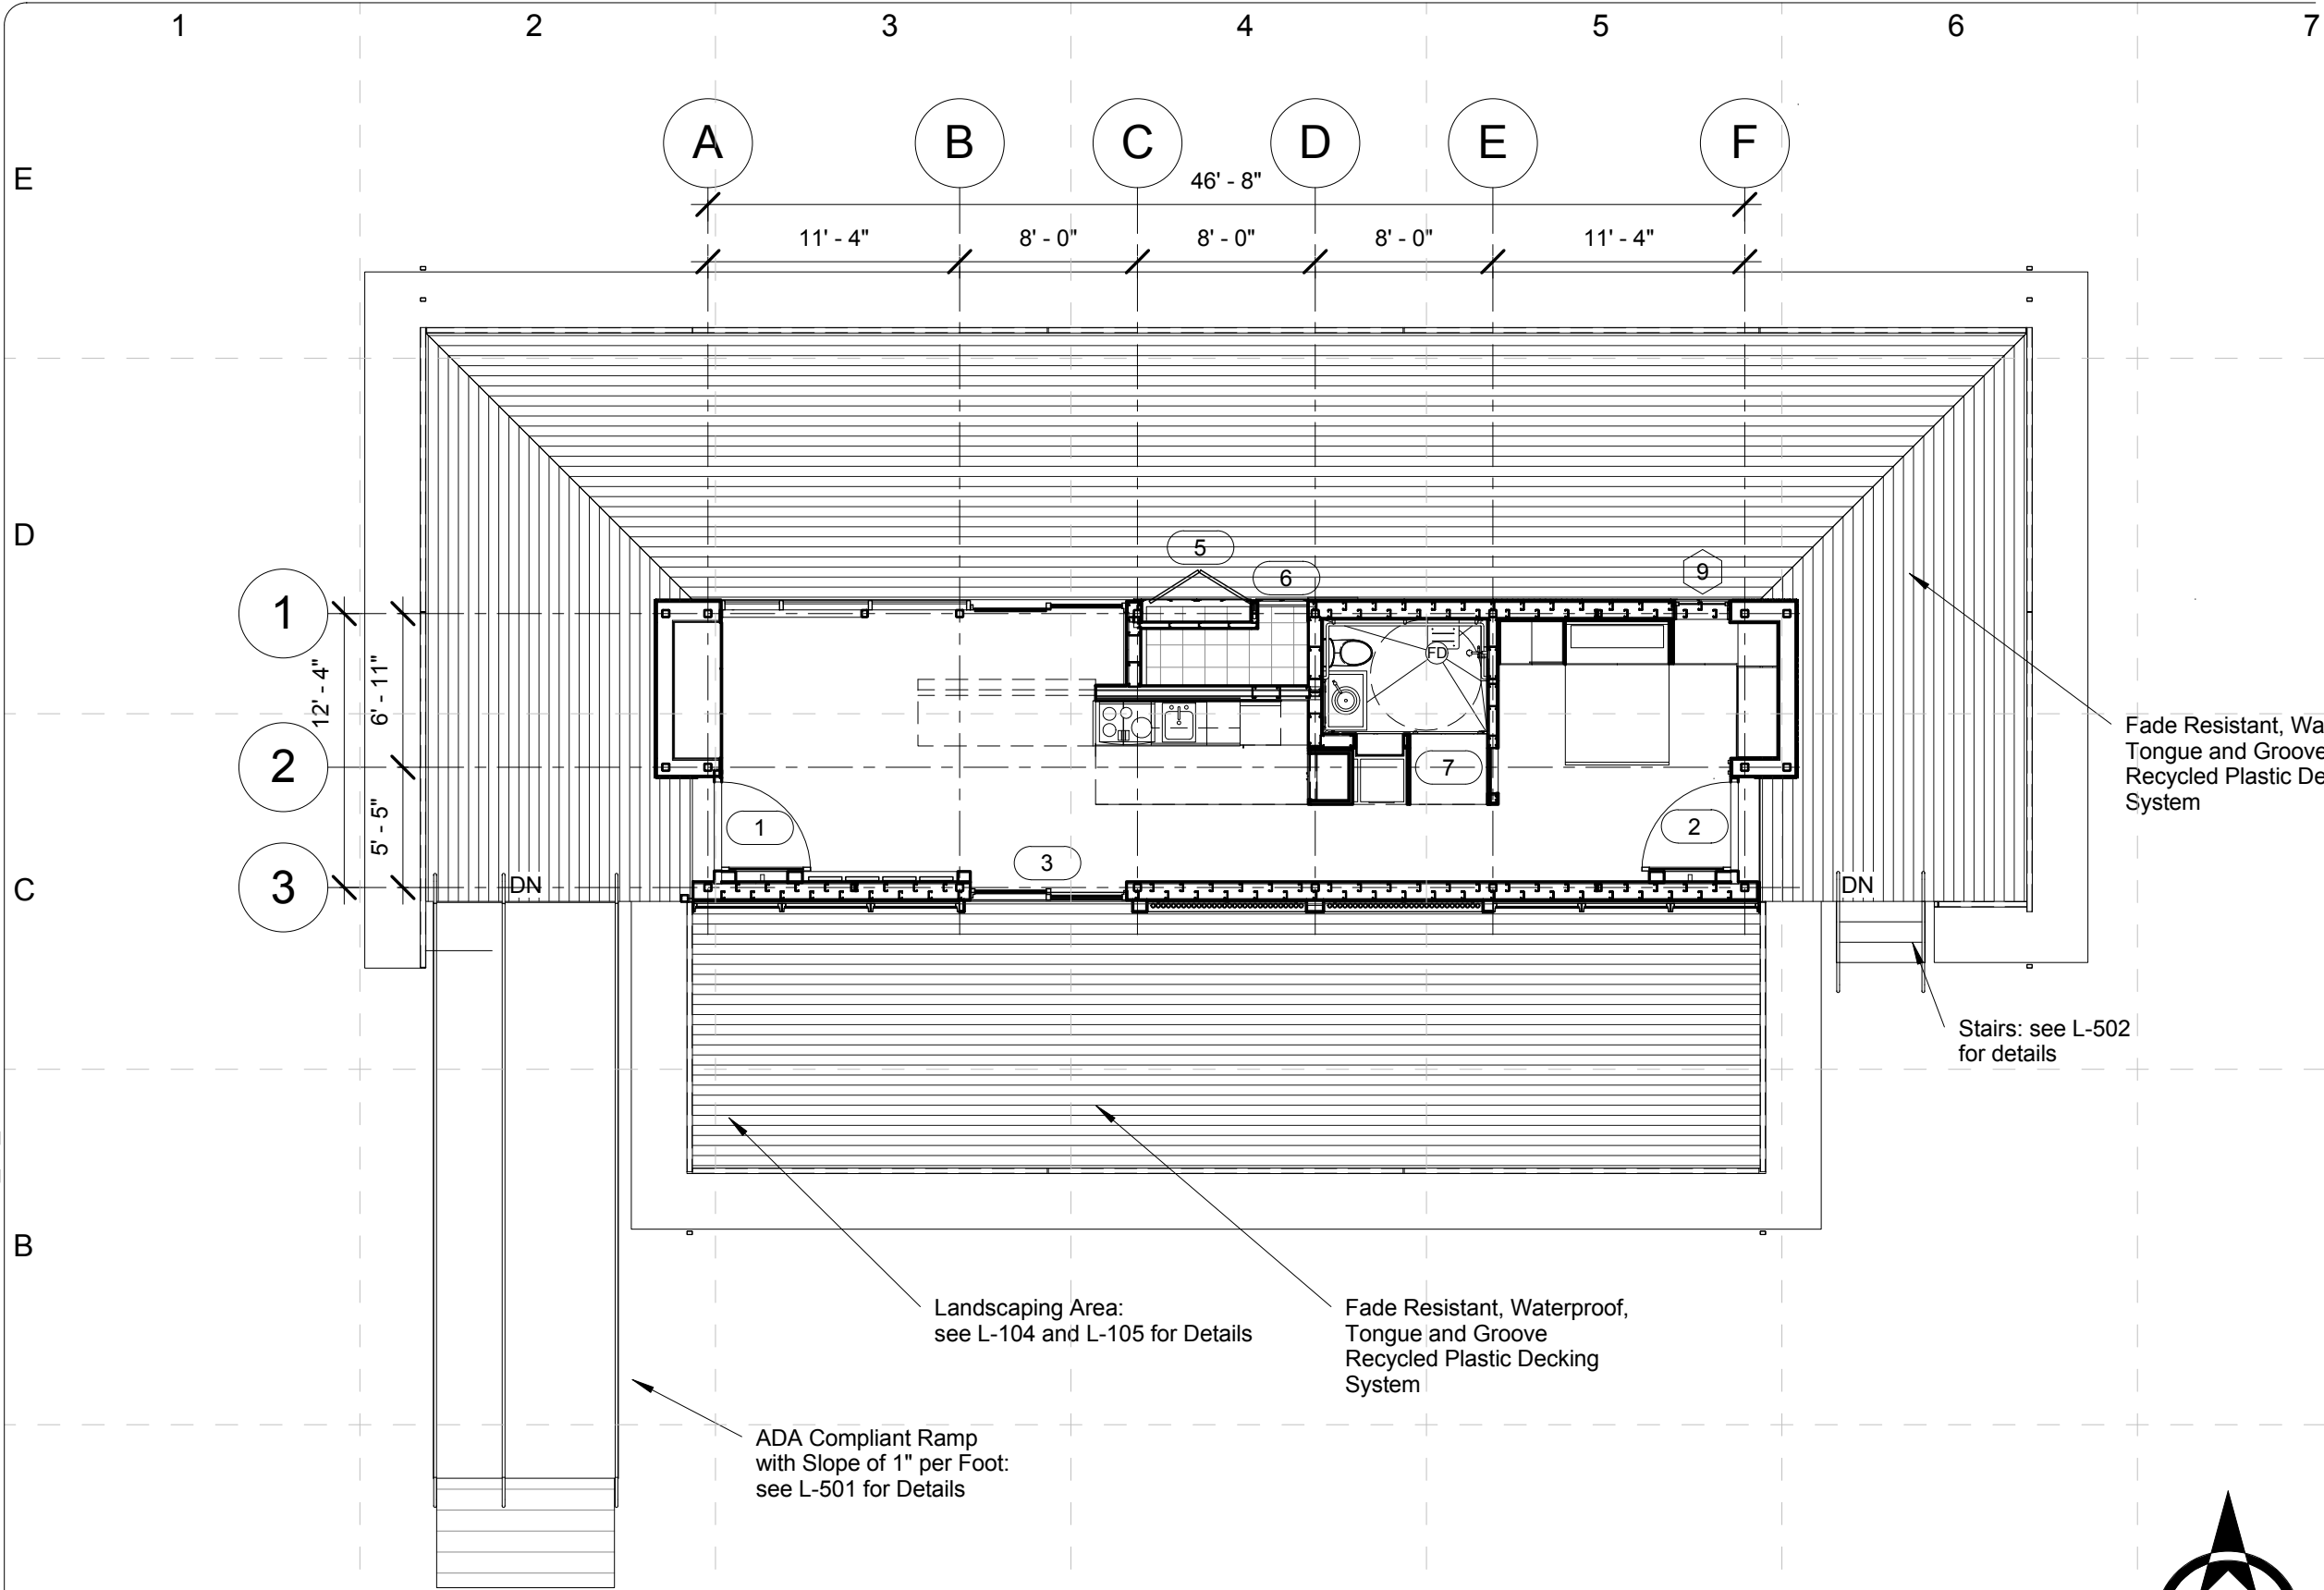 1 2 3 4 5 6 7
E
A B C D E F
46' - 8"
11' - 4" 8' - 0" 8' - 0" 8' - 0" 11' - 4"
D
5
6
9
1
FD
12' - 4"
6' - 11"
2
7
Fade Resistant, Wa
Tongue and Groove
Recycled Plastic De
System
5' - 5"
1
2
3
3
C
DN
DN
Stairs: see L-502
for details
B
Landscaping Area:
see L-104 and L-105 for Details
Fade Resistant, Waterproof,
Tongue and Groove
Recycled Plastic Decking
System
ADA Compliant Ramp
with Slope of 1" per Foot:
see L-501 for Details